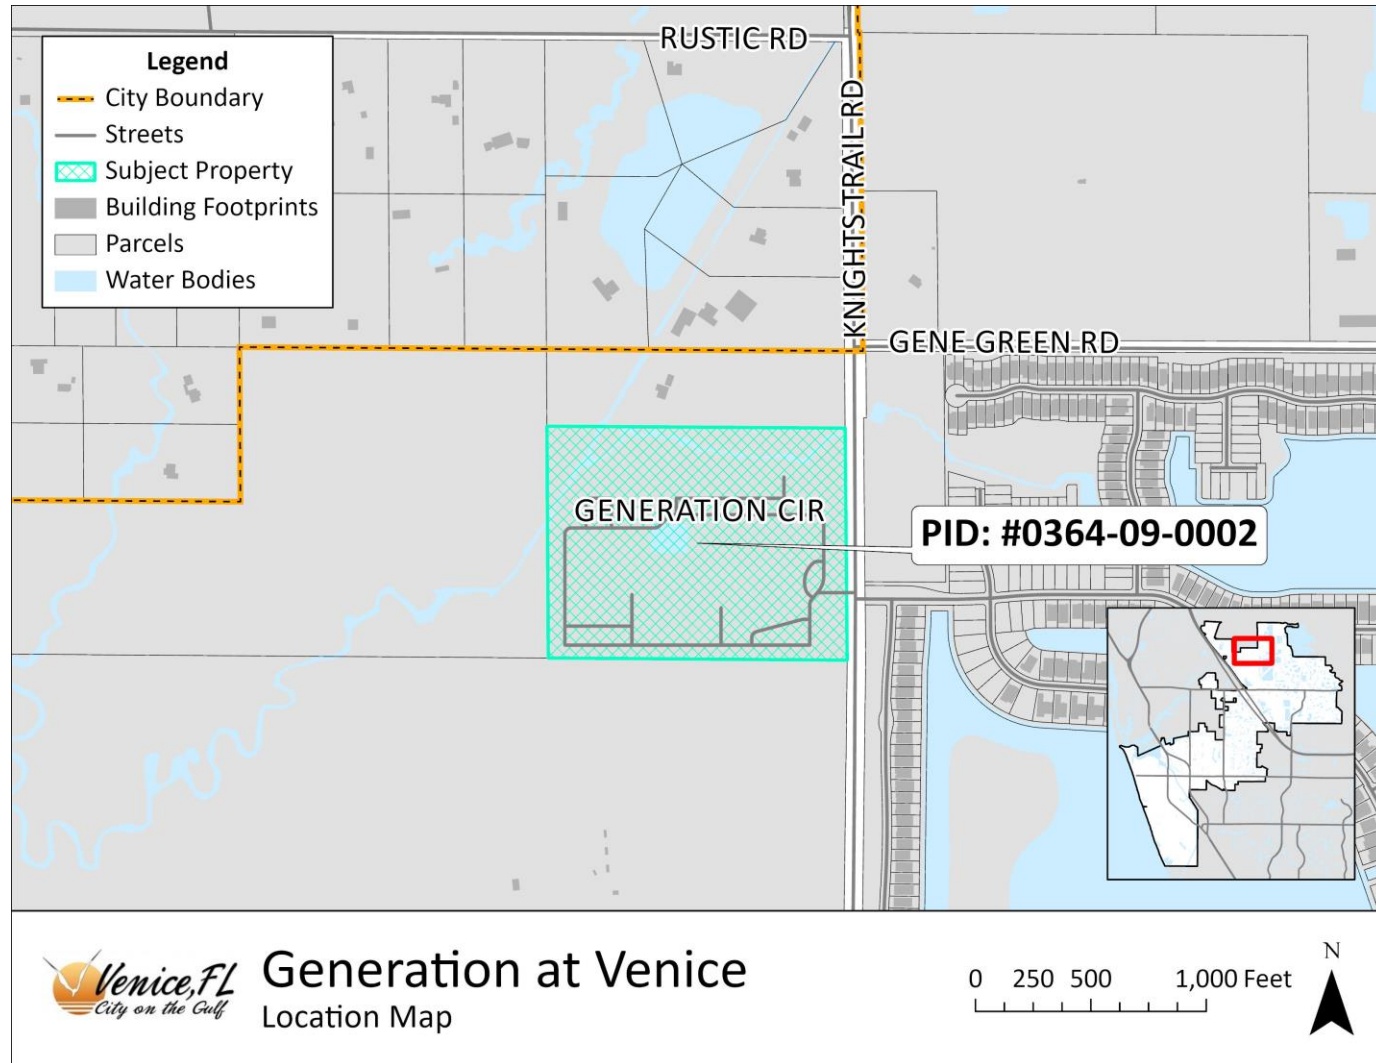 RUSTIC RD
Legend
City Boundary
Streets
Subject Property
Building Footprints
Parcels
Water Bodies
KNIGHTS TRAIL RD
GENE GREEN RD
GENERATION CIR
PID: #0364-09-0002
Venice, FL
City on the Gulf
Generation at Venice
Location Map
0 250 500 1,000 Feet
N